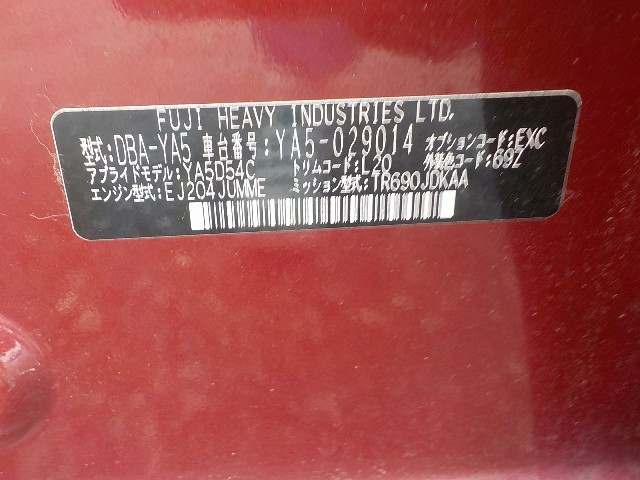 FUJI HEAVY INDUSTRIES LTD.
型式:DBA-YA5 車台番号:YA5-029014 オプションコード:EXC
アプライドモデル:YA5D54C トリムコード:L20 外装色コード:69Z
エンジン型式:EJ204JUMME ミッション型式:TR690JDKAA